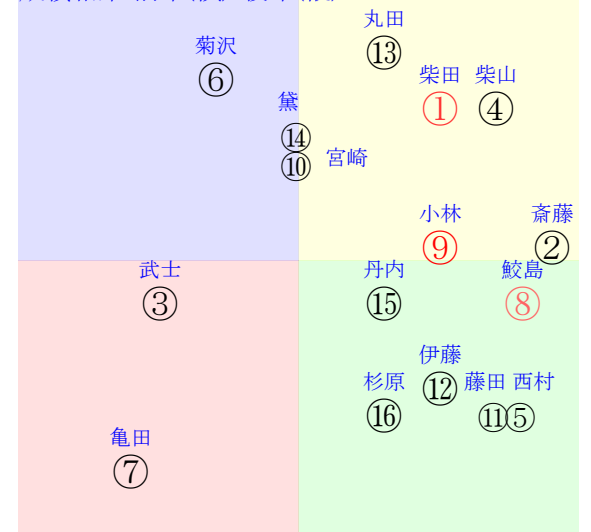 丸田
⑬
菊沢
⑥
柴田 柴山
① ④
黛
⑭
⑩ 宮崎
小林 斎藤
⑨ ②
武士 丹内 鮫島
③ ⑮ ⑧
伊藤
⑫
杉原 藤田 西村
⑯ ⑪⑤
亀田
⑦